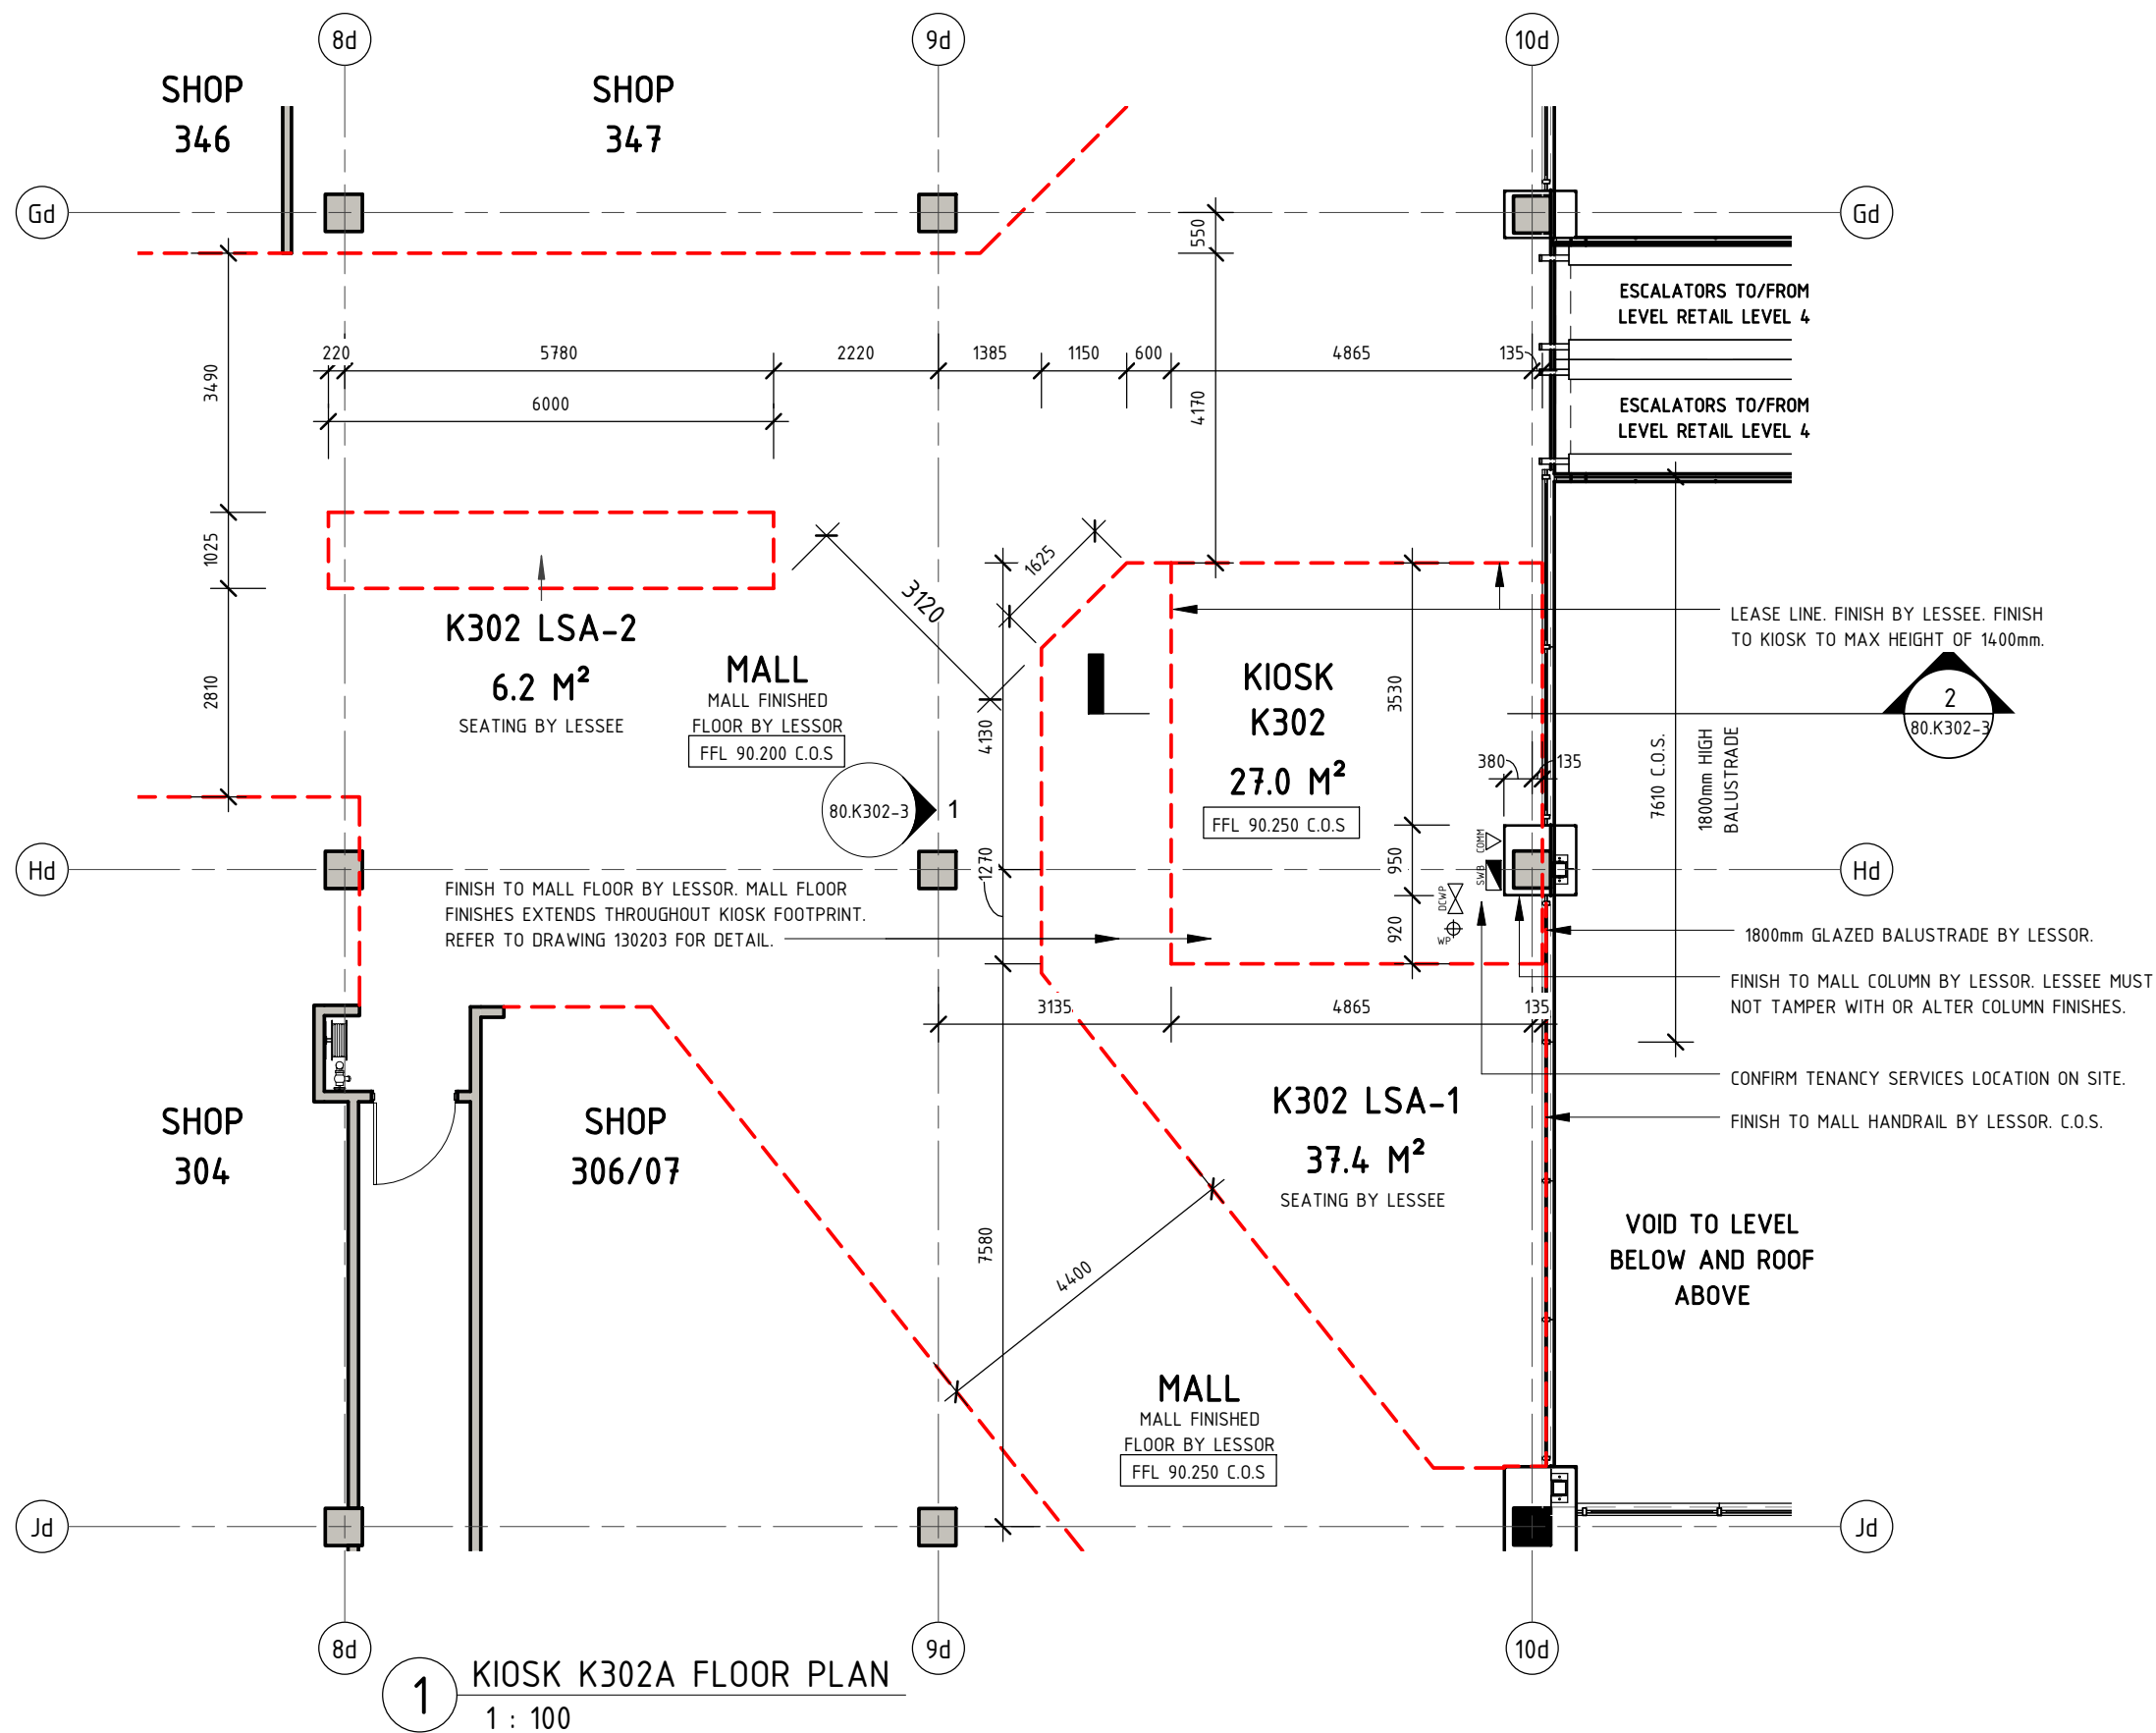 8d
9d
10d
SHOP
346
SHOP
347
Gd
Gd
550
ESCALATORS TO/FROM
LEVEL RETAIL LEVEL 4
220
5780
2220
1385
1150
600
4865
135
3490
6000
4170
ESCALATORS TO/FROM
LEVEL RETAIL LEVEL 4
1025
1625
3120
K302 LSA-2
6.2 M²
SEATING BY LESSEE
2810
MALL
MALL FINISHED
FLOOR BY LESSOR
FFL 90.200 C.O.S
4130
KIOSK
K302
27.0 M²
FFL 90.250 C.O.S
3530
LEASE LINE. FINISH BY LESSEE. FINISH
TO KIOSK TO MAX HEIGHT OF 1400mm.
2
80.K302-3
380
135
7610 C.O.S.
1800mm HIGH
BALUSTRADE
80.K302-3
1
Hd
Hd
1270
950
920
COMM
SWB
DCWP
WP
FINISH TO MALL FLOOR BY LESSOR. MALL FLOOR
FINISHES EXTENDS THROUGHOUT KIOSK FOOTPRINT.
REFER TO DRAWING 130203 FOR DETAIL.
1800mm GLAZED BALUSTRADE BY LESSOR.
FINISH TO MALL COLUMN BY LESSOR. LESSEE MUST
NOT TAMPER WITH OR ALTER COLUMN FINISHES.
3135
4865
135
CONFIRM TENANCY SERVICES LOCATION ON SITE.
FINISH TO MALL HANDRAIL BY LESSOR. C.O.S.
SHOP
304
SHOP
306/07
K302 LSA-1
37.4 M²
SEATING BY LESSEE
7580
4400
VOID TO LEVEL
BELOW AND ROOF
ABOVE
MALL
MALL FINISHED
FLOOR BY LESSOR
FFL 90.250 C.O.S
Jd
Jd
8d
9d
10d
1
KIOSK K302A FLOOR PLAN
1 : 100